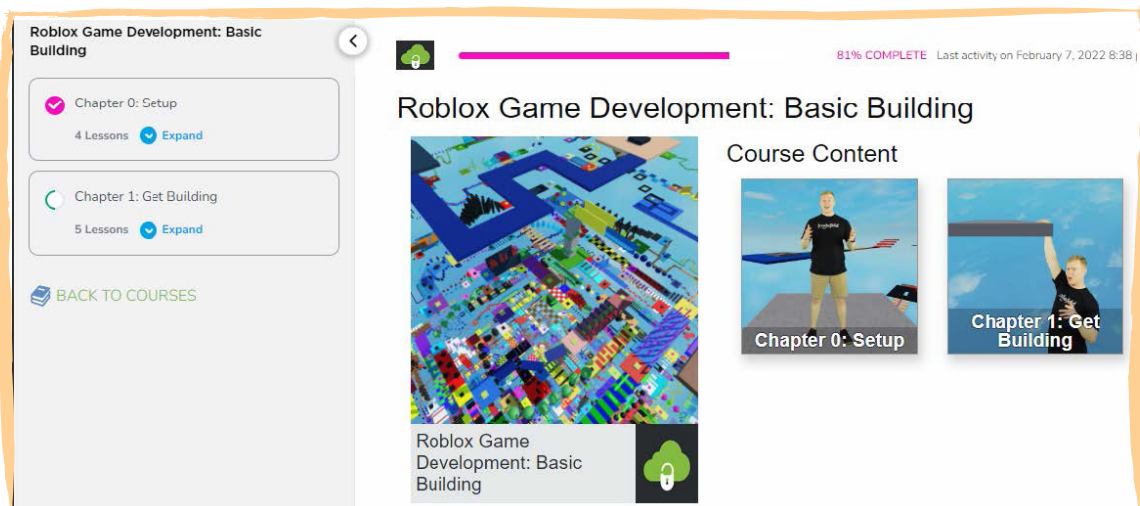 Roblox Game Development: Basic
Building
Chapter 0: Setup
4 Lessons Expand
Chapter 1: Get Building
5 Lessons Expand
BACK TO COURSES
81% COMPLETE Last activity on February 7, 2022 8:38
Roblox Game Development: Basic Building
Course Content
Chapter 0: Setup
Chapter 1: Get
Building
Roblox Game
Development: Basic
Building